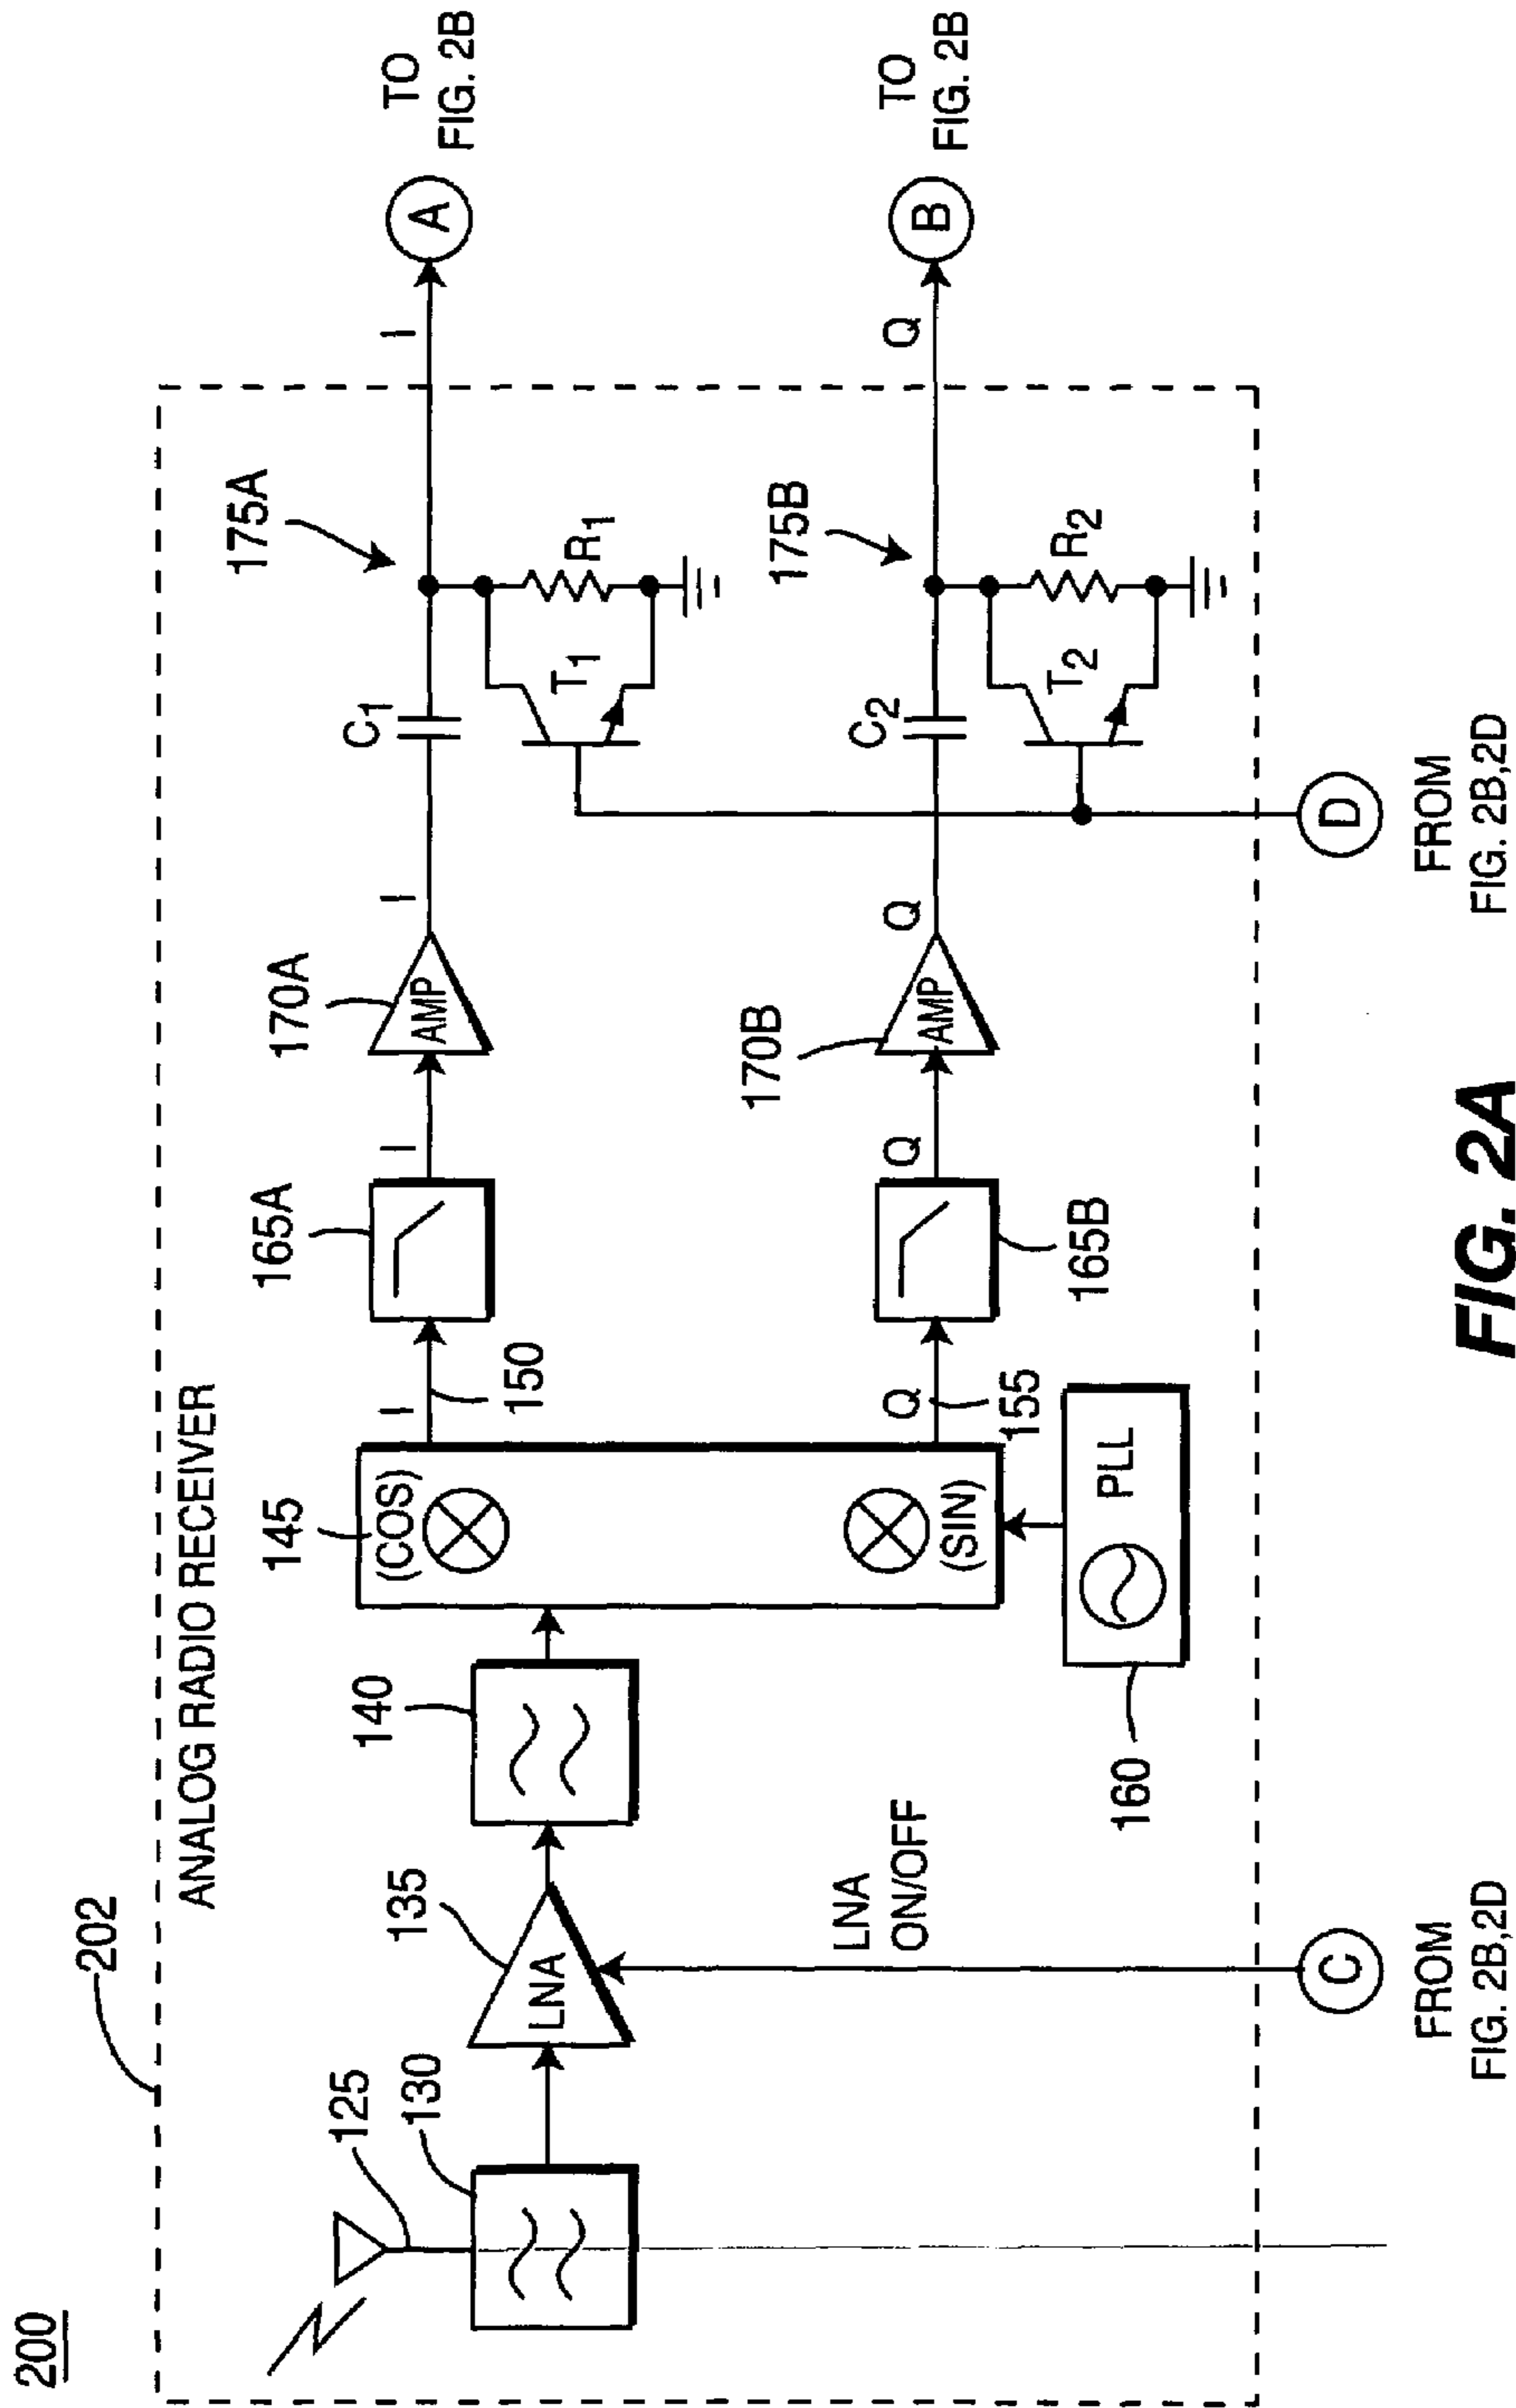 200
202
ANALOG RADIO RECEIVER
125
130
LNA
135
LNA
ON/OFF
C
FROM
FIG. 2B,2D
140
145
(COS)
(SIN)
PLL
160
I
150
Q
155
165A
165B
I
Q
170A
AMP
170B
AMP
I
Q
C1
T1
R1
175A
C2
T2
R2
175B
D
FROM
FIG. 2B,2D
I
A
TO
FIG. 2B
Q
B
TO
FIG. 2B
FIG. 2A